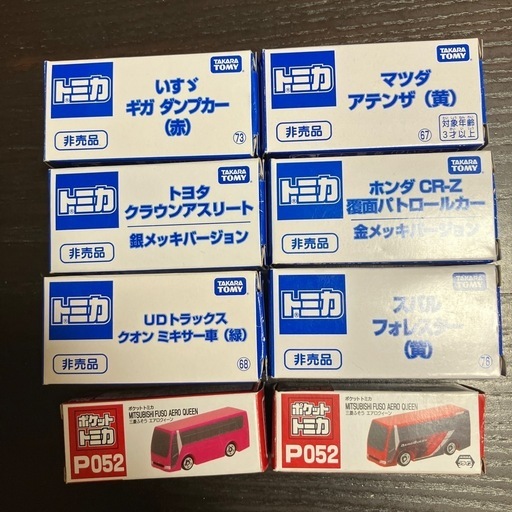 トミカ
TAKARA TOMY
いすゞ
ギガ ダンプカー
(赤)
非売品
73
トミカ
TAKARA TOMY
マツダ
アテンザ (黄)
非売品
67
対象年齢
3才以上
トミカ
TAKARA TOMY
トヨタ
クラウンアスリート
非売品
銀メッキバージョン
トミカ
TAKARA TOMY
ホンダ CR-Z
覆面パトロールカー
非売品
金メッキバージョン
トミカ
TAKARA TOMY
UDトラックス
クオン ミキサー車 (緑)
非売品
68
トミカ
TAKARA TOMY
スバル
フォレスター
(黄)
非売品
76
ポケット
トミカ
P052
ポケットトミカ
MITSUBISHI FUSO AERO QUEEN
三菱ふそう エアロクィーン
ポケット
トミカ
P052
ポケットトミカ
MITSUBISHI FUSO AERO QUEEN
三菱ふそう エアロクィーン